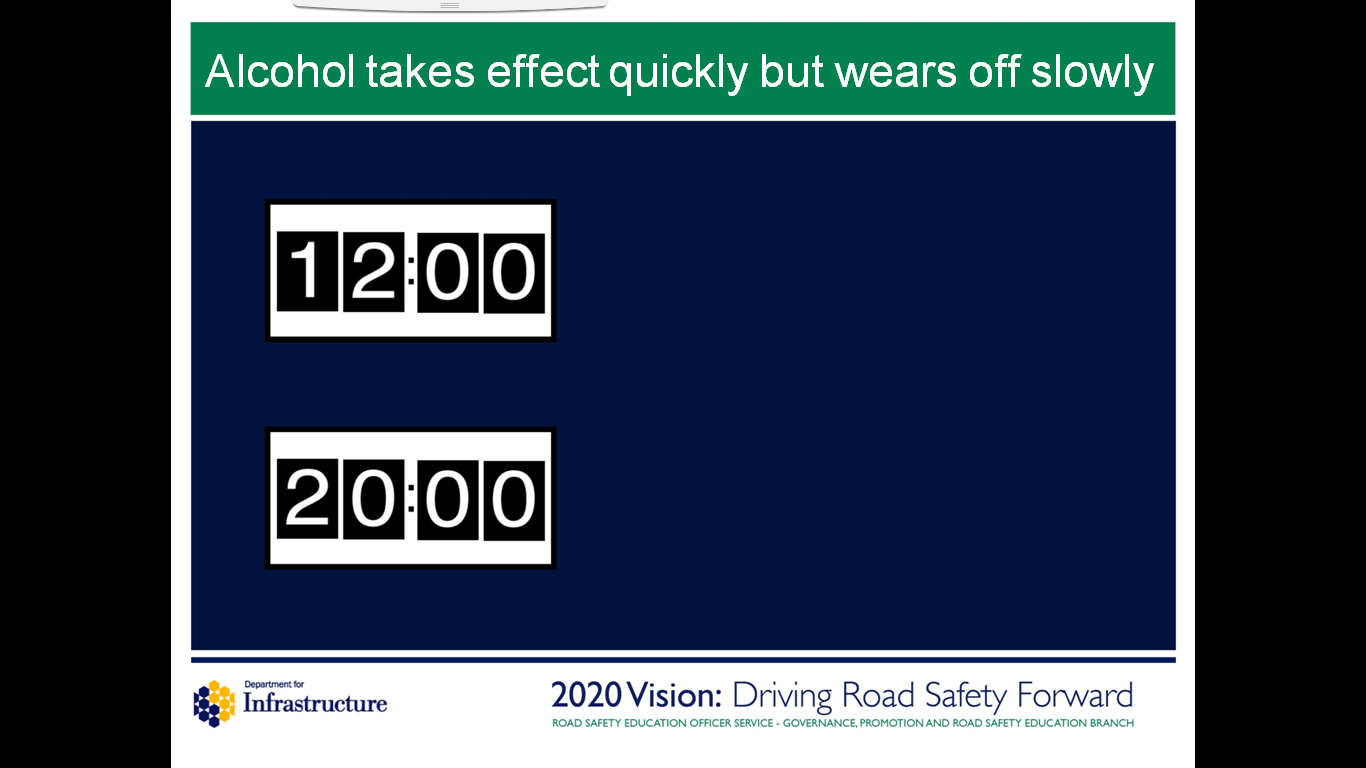 Alcohol takes effect quickly but wears off slowly
12:00
20:00
Department for
Infrastructure
2020 Vision: Driving Road Safety Forward
ROAD SAFETY EDUCATION OFFICER SERVICE - GOVERNANCE, PROMOTION AND ROAD SAFETY EDUCATION BRANCH